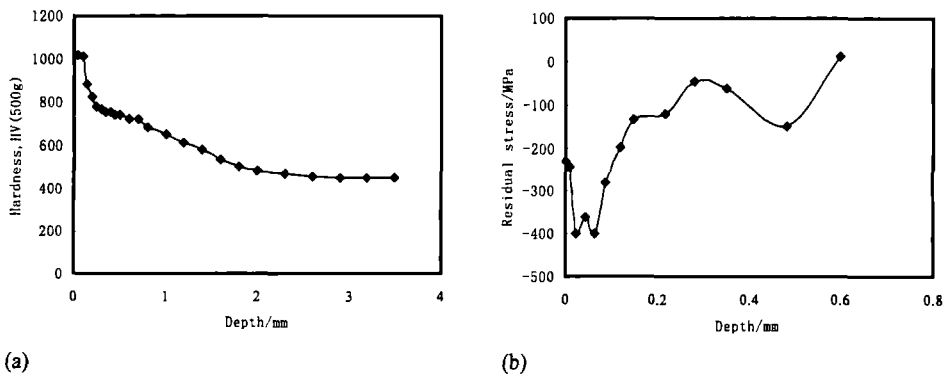 1200
1000
800
600
400
200
0
Hardness, HV(500g)
0 1 2 3 4
Depth/mm
(a)
100
0
-100
-200
-300
-400
-500
Residual stress/MPa
0 0.2 0.4 0.6 0.8
Depth/mm
(b)